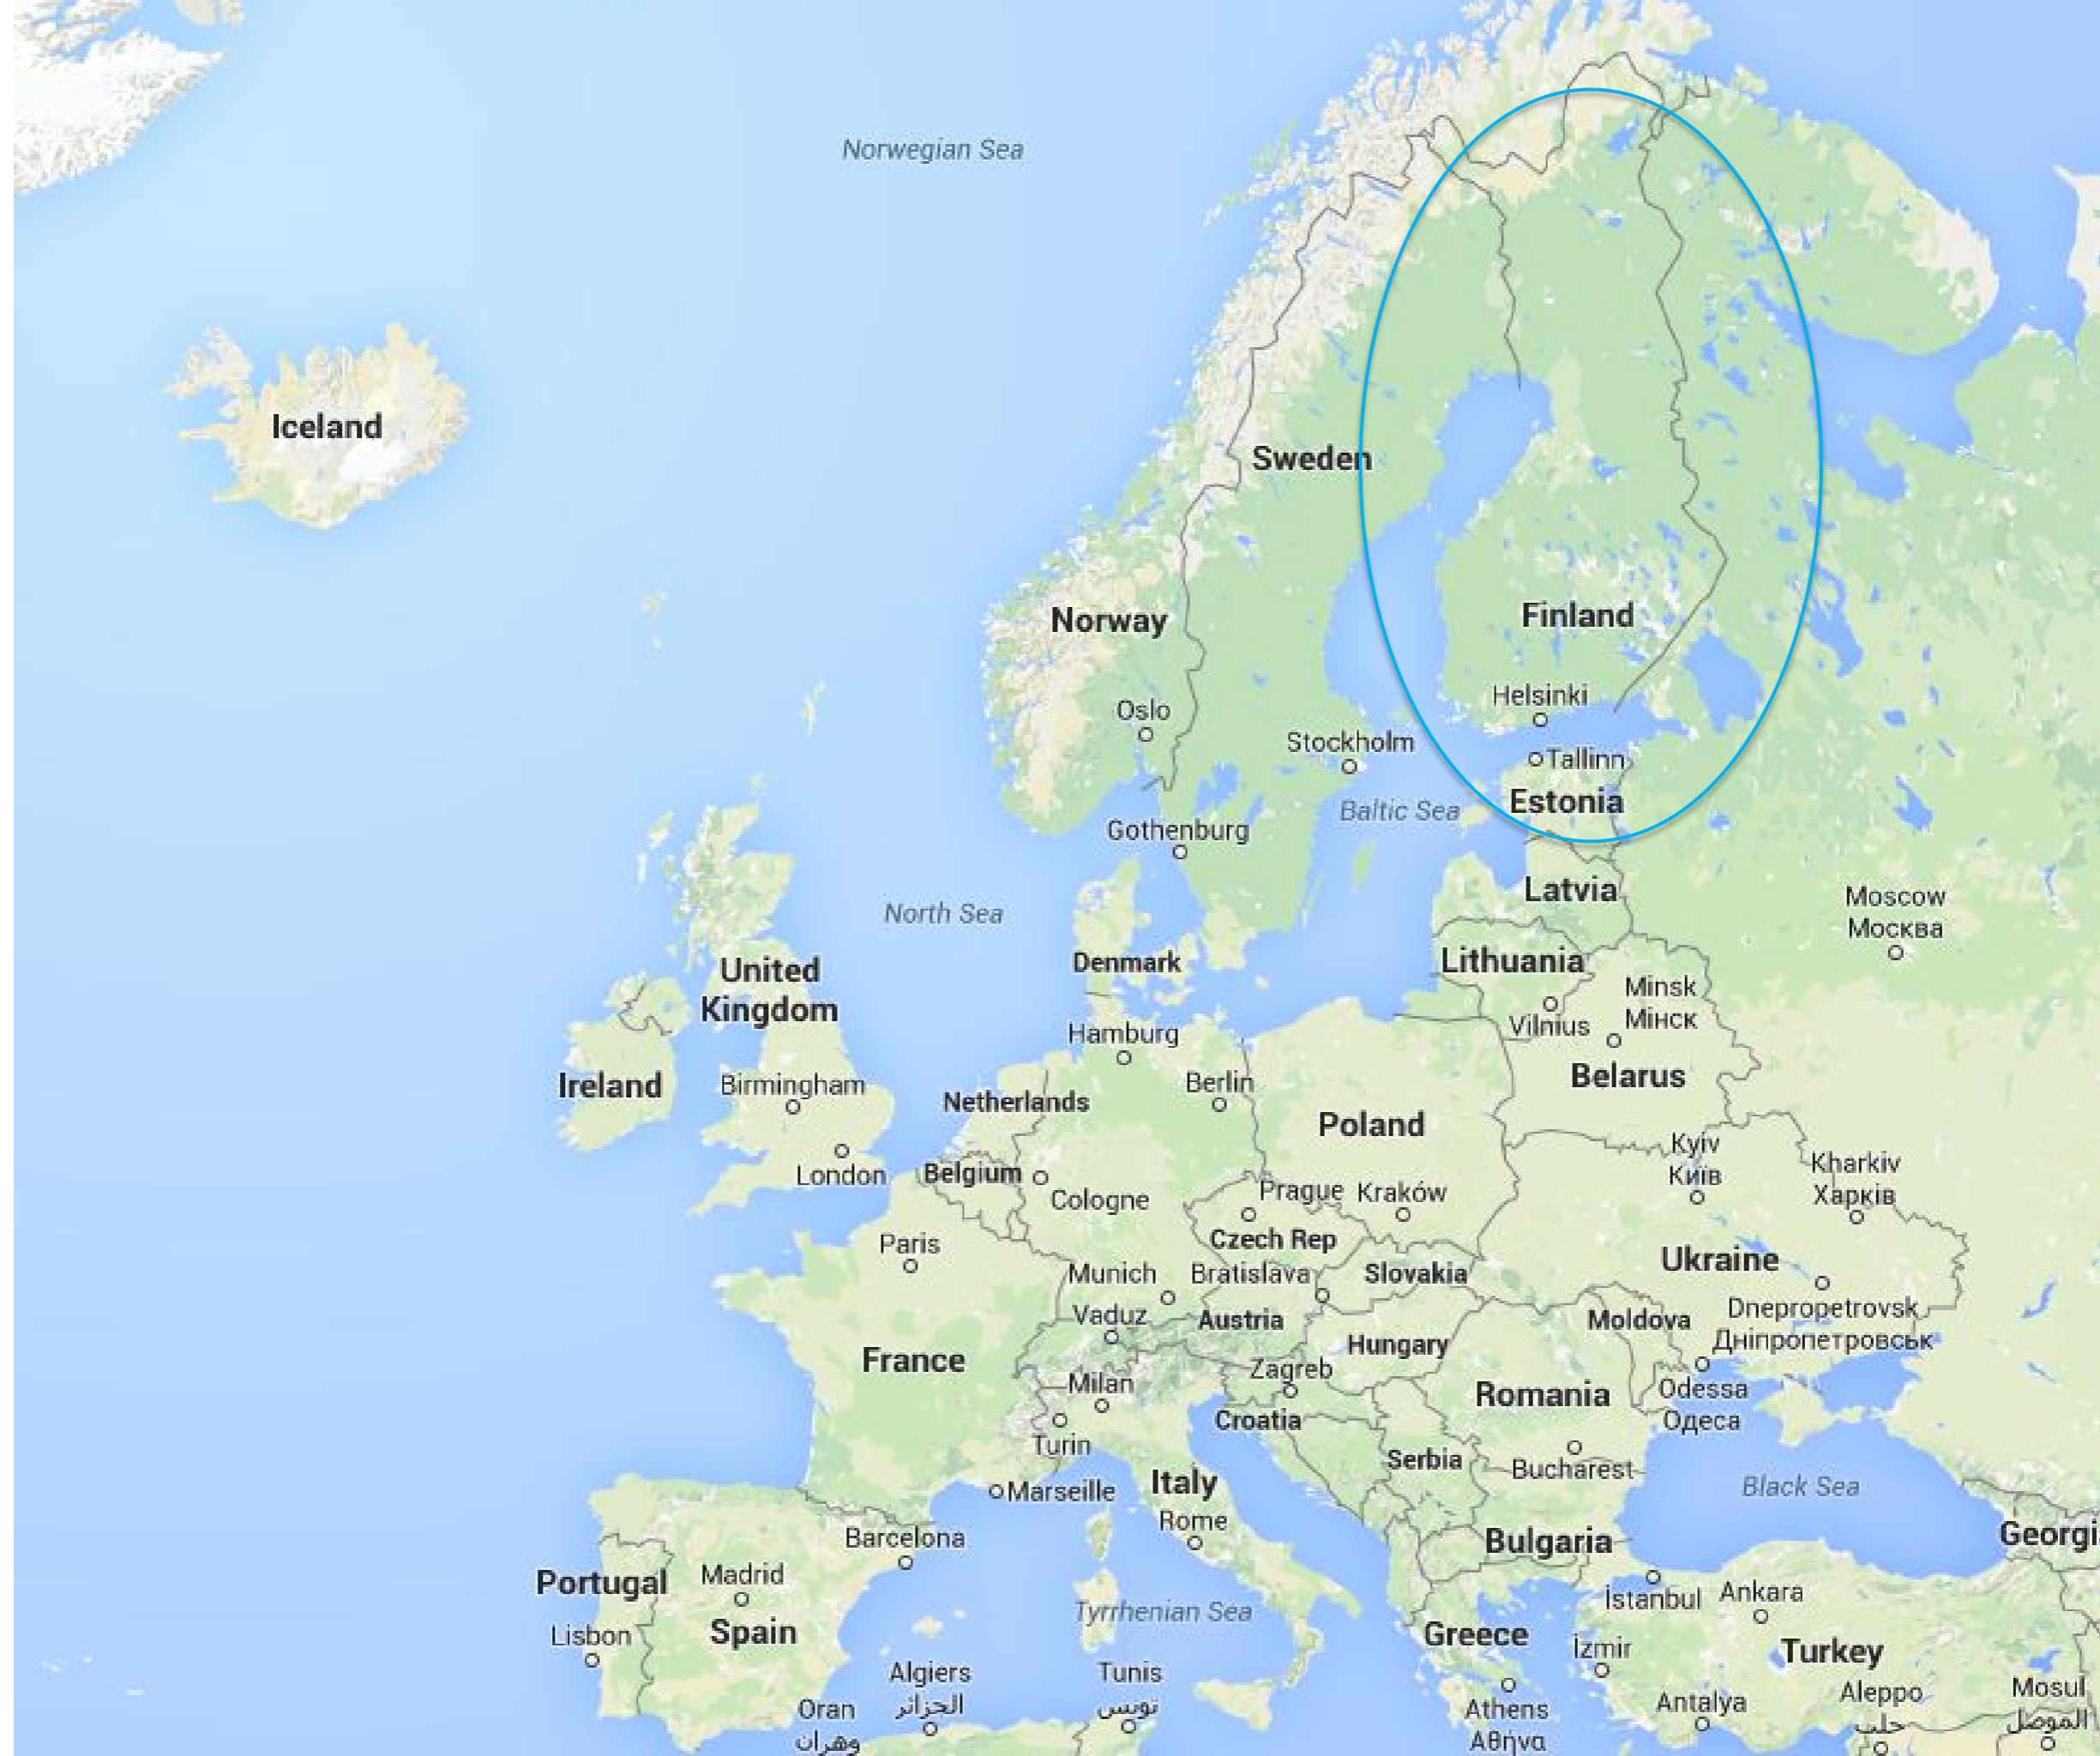 Norwegian Sea
Iceland
Sweden
Norway
Finland
Helsinki
Oslo
Stockholm
Tallinn
Estonia
Baltic Sea
Gothenburg
Latvia
Moscow
Москва
North Sea
Denmark
Lithuania
United
Kingdom
Minsk
Мінск
Vilnius
Hamburg
Ireland
Birmingham
Berlin
Belarus
Netherlands
Poland
London
Belgium
Cologne
Kyiv
Київ
Kharkiv
Харків
Prague
Kraków
Czech Rep
Paris
Munich
Bratislava
Slovakia
Ukraine
Vaduz
Austria
Moldova
Dnepropetrovsk
Дніпропетровськ
Hungary
France
Zagreb
Milan
Romania
Odessa
Одеса
Croatia
Turin
Serbia
Bucharest
Marseille
Italy
Black Sea
Rome
Barcelona
Bulgaria
Georgi
Portugal
Madrid
İstanbul
Ankara
Tyrrhenian Sea
Lisbon
Spain
Greece
İzmir
Turkey
Algiers
الجزائر
Tunis
تونس
Oran
وهران
Athens
Αθήνα
Antalya
Aleppo
حلب
Mosul
الموصل